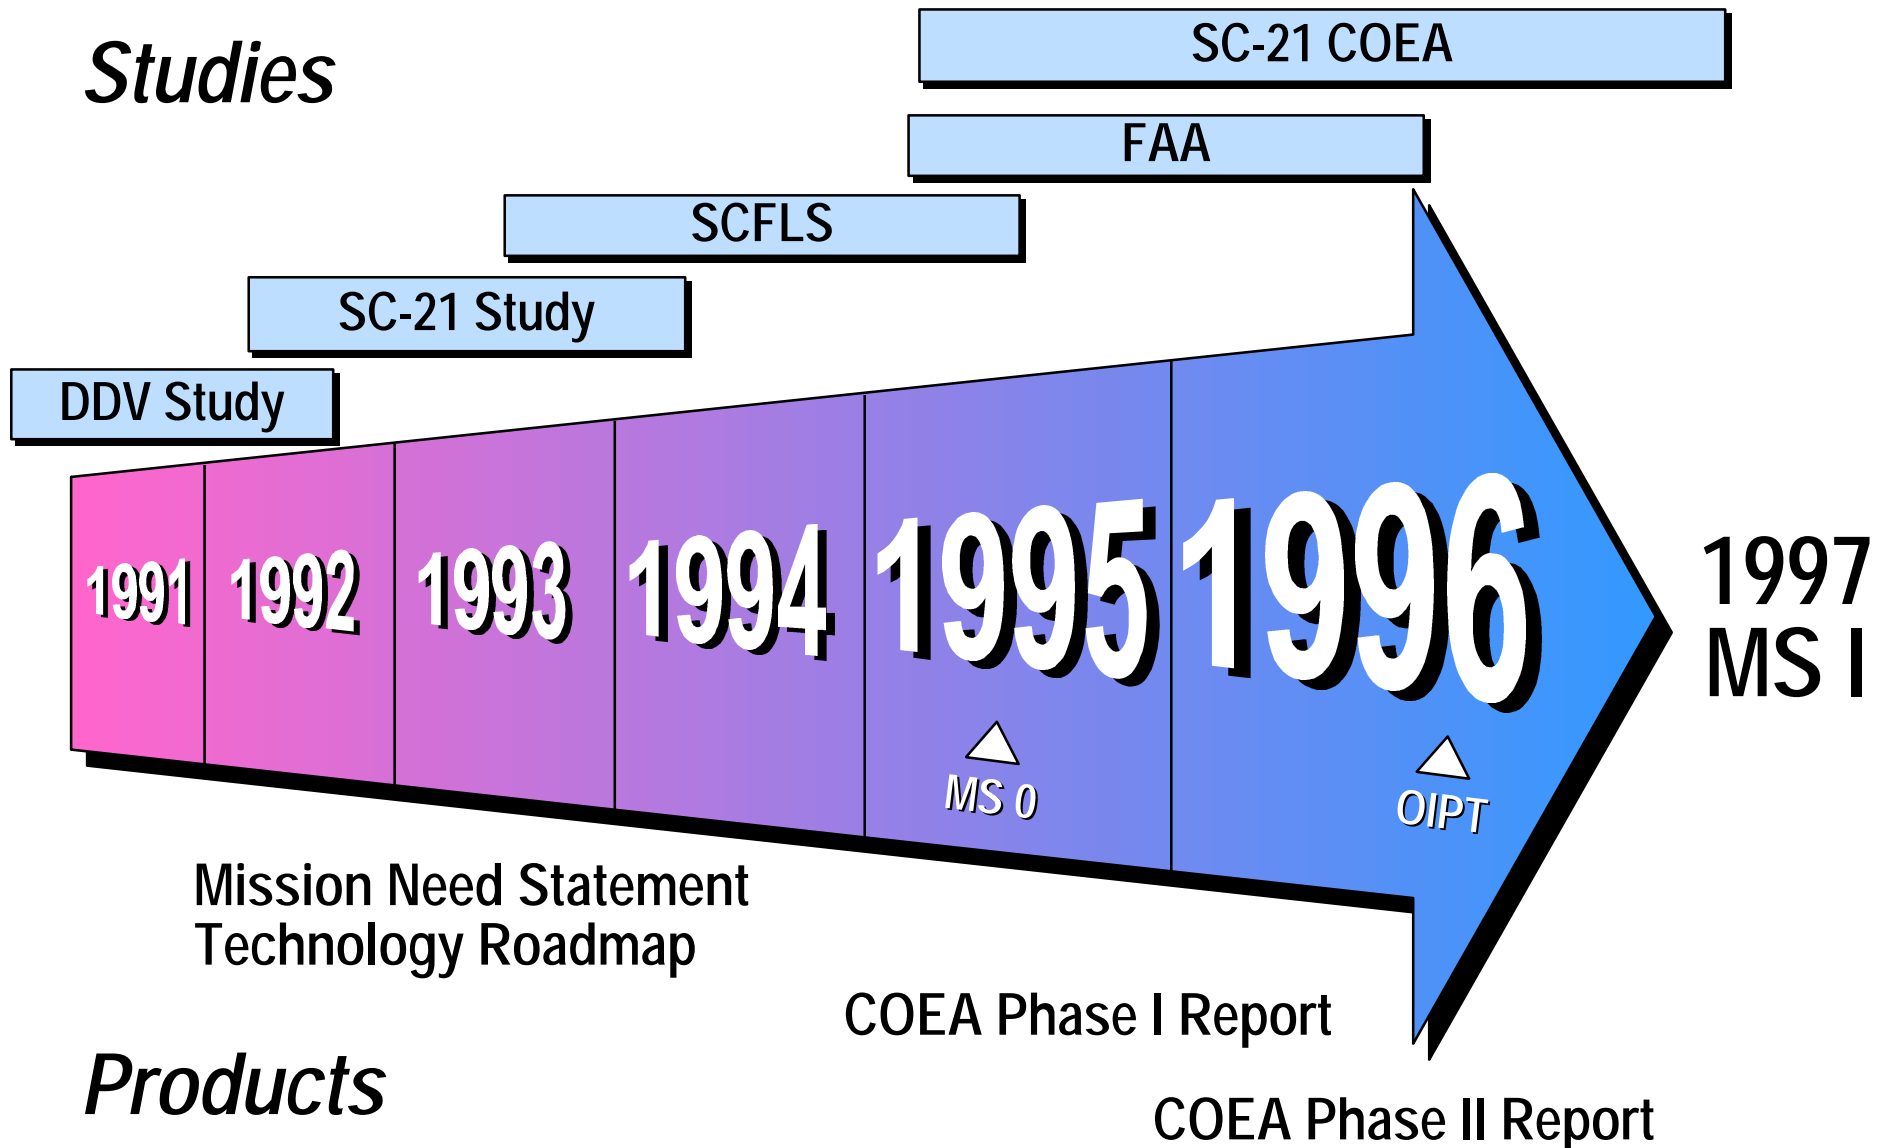 Studies
SC-21 COEA
FAA
SCFLS
SC-21 Study
DDV Study
1991
1992
1993
1994
1995
1996
1997
MS I
MS 0
OIPT
Mission Need Statement
Technology Roadmap
COEA Phase I Report
Products
COEA Phase II Report